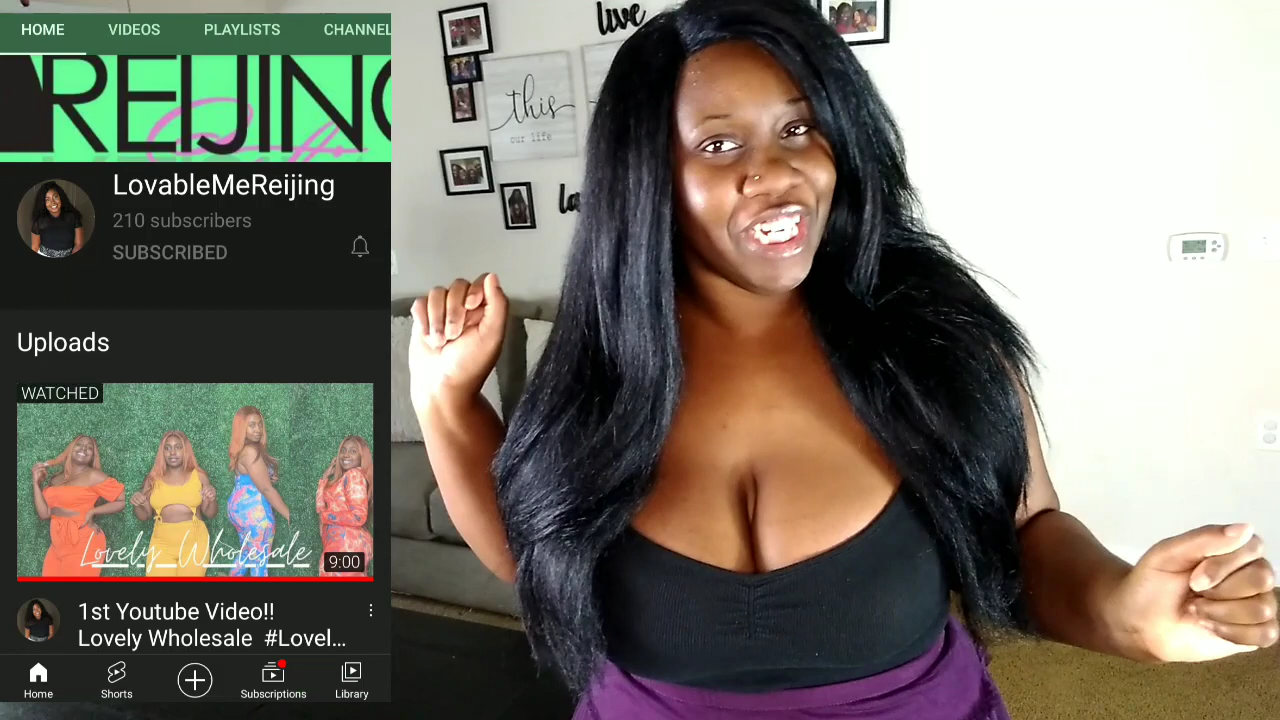 HOME VIDEOS PLAYLISTS CHANNEL
REIJING
LovableMeReijing
210 subscribers
SUBSCRIBED
Uploads
WATCHED
Lovely Wholesale
9:00
1st Youtube Video!!
Lovely Wholesale #Lovel...
Home Shorts Subscriptions Library
live
this
our life